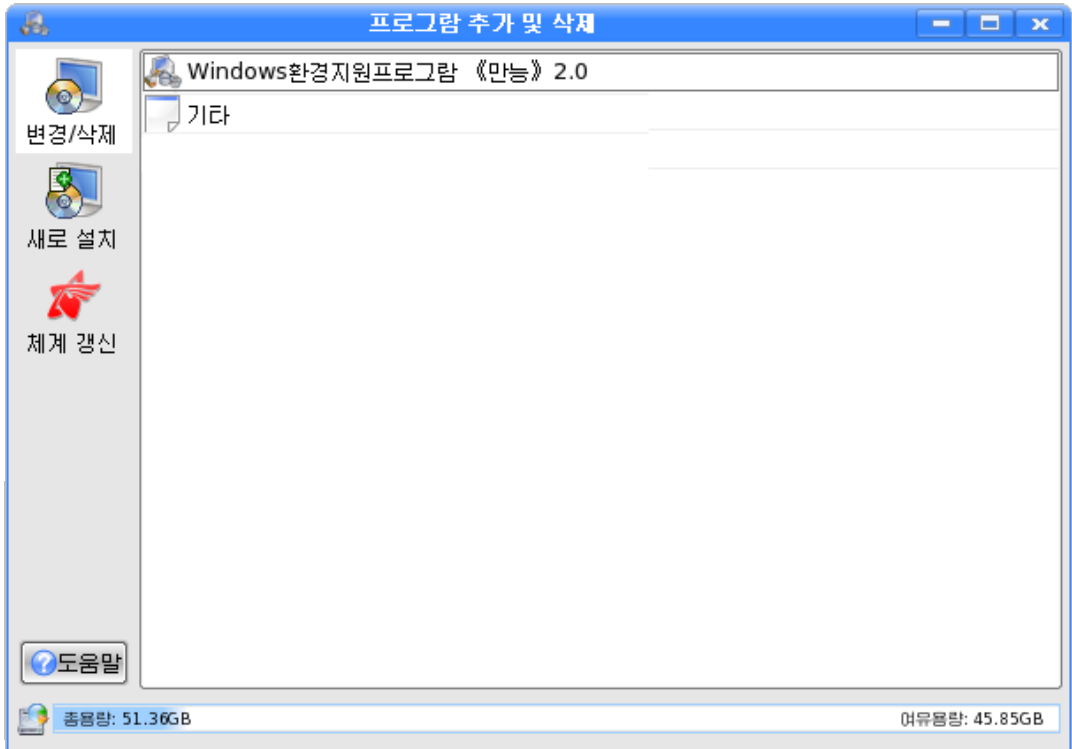 프로그람 추가 및 삭제
변경/삭제
새로 설치
체계 갱신
Windows환경지원프로그람 《만능》 2.0
기타
도움말
총용량: 51.36GB
여유용량: 45.85GB